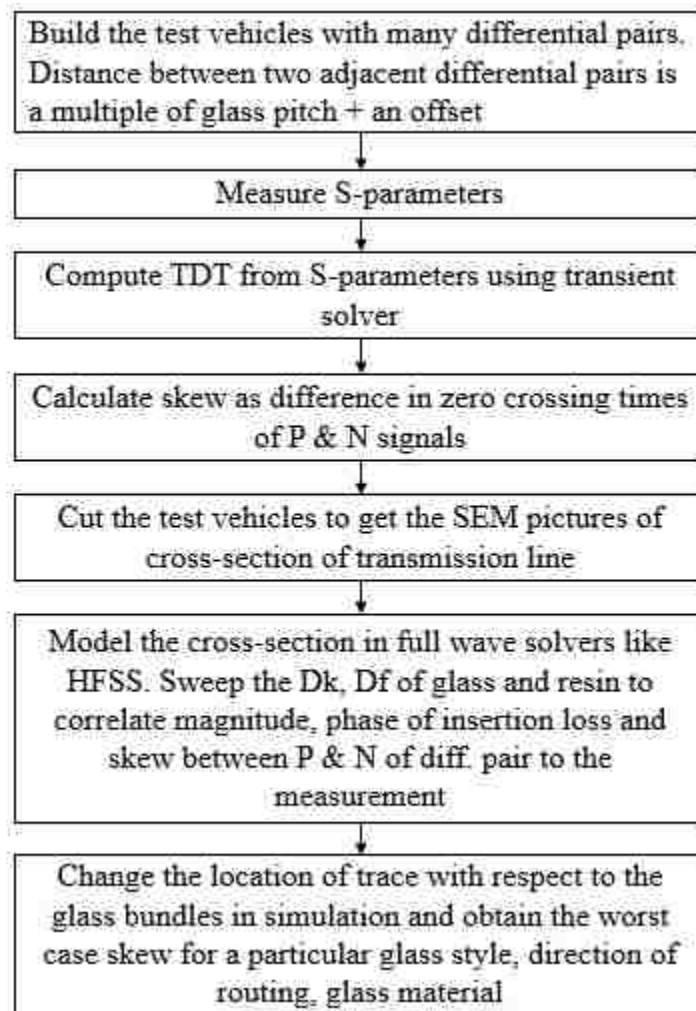 Build the test vehicles with many differential pairs.
Distance between two adjacent differential pairs is
a multiple of glass pitch + an offset
Measure S-parameters
Compute TDT from S-parameters using transient
solver
Calculate skew as difference in zero crossing times
of P & N signals
Cut the test vehicles to get the SEM pictures of
cross-section of transmission line
Model the cross-section in full wave solvers like
HFSS. Sweep the Dk, Df of glass and resin to
correlate magnitude, phase of insertion loss and
skew between P & N of diff. pair to the
measurement
Change the location of trace with respect to the
glass bundles in simulation and obtain the worst
case skew for a particular glass style, direction of
routing, glass material